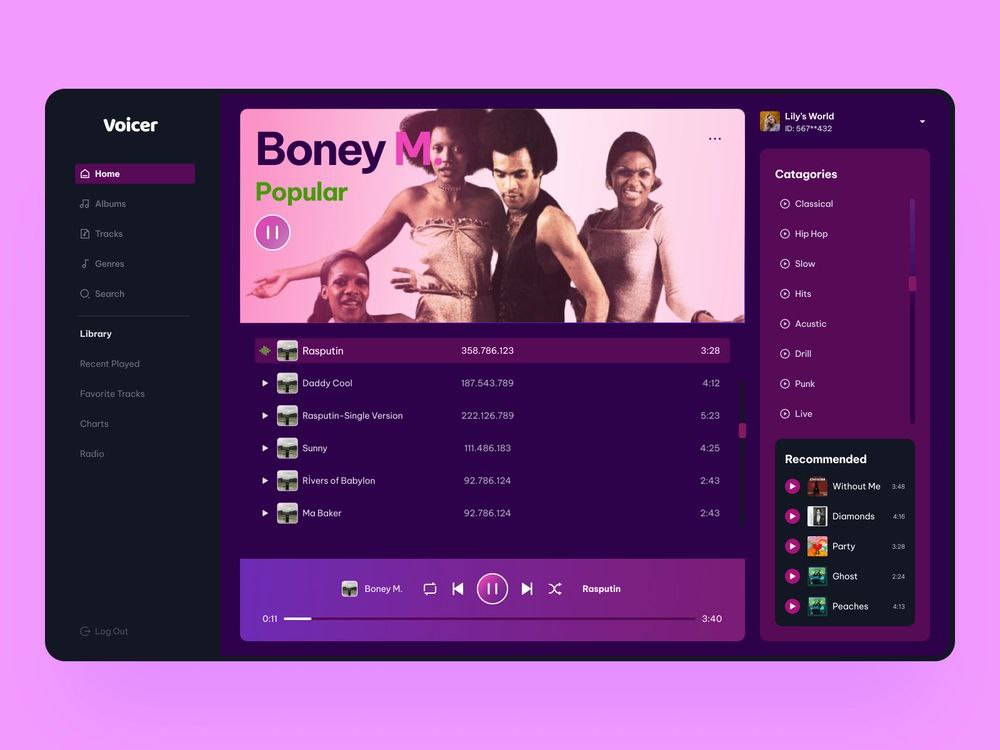 Voicer
Home
Albums
Tracks
Genres
Search
Library
Recent Played
Favorite Tracks
Charts
Radio
Log Out
Boney M.
Popular
Rasputin 358.786.123 3:28
Daddy Cool 187.543.789 4:12
Rasputin-Single Version 222.126.789 5:23
Sunny 111.486.183 4:25
Rivers of Babylon 92.786.124 2:43
Ma Baker 92.786.124 2:43
Boney M. Rasputin
0:11 3:40
Lily's World
ID: 567**432
Catagories
Classical
Hip Hop
Slow
Hits
Acustic
Drill
Punk
Live
Recommended
Without Me 3:48
Diamonds 4:16
Party 3:28
Ghost 2:24
Peaches 4:13